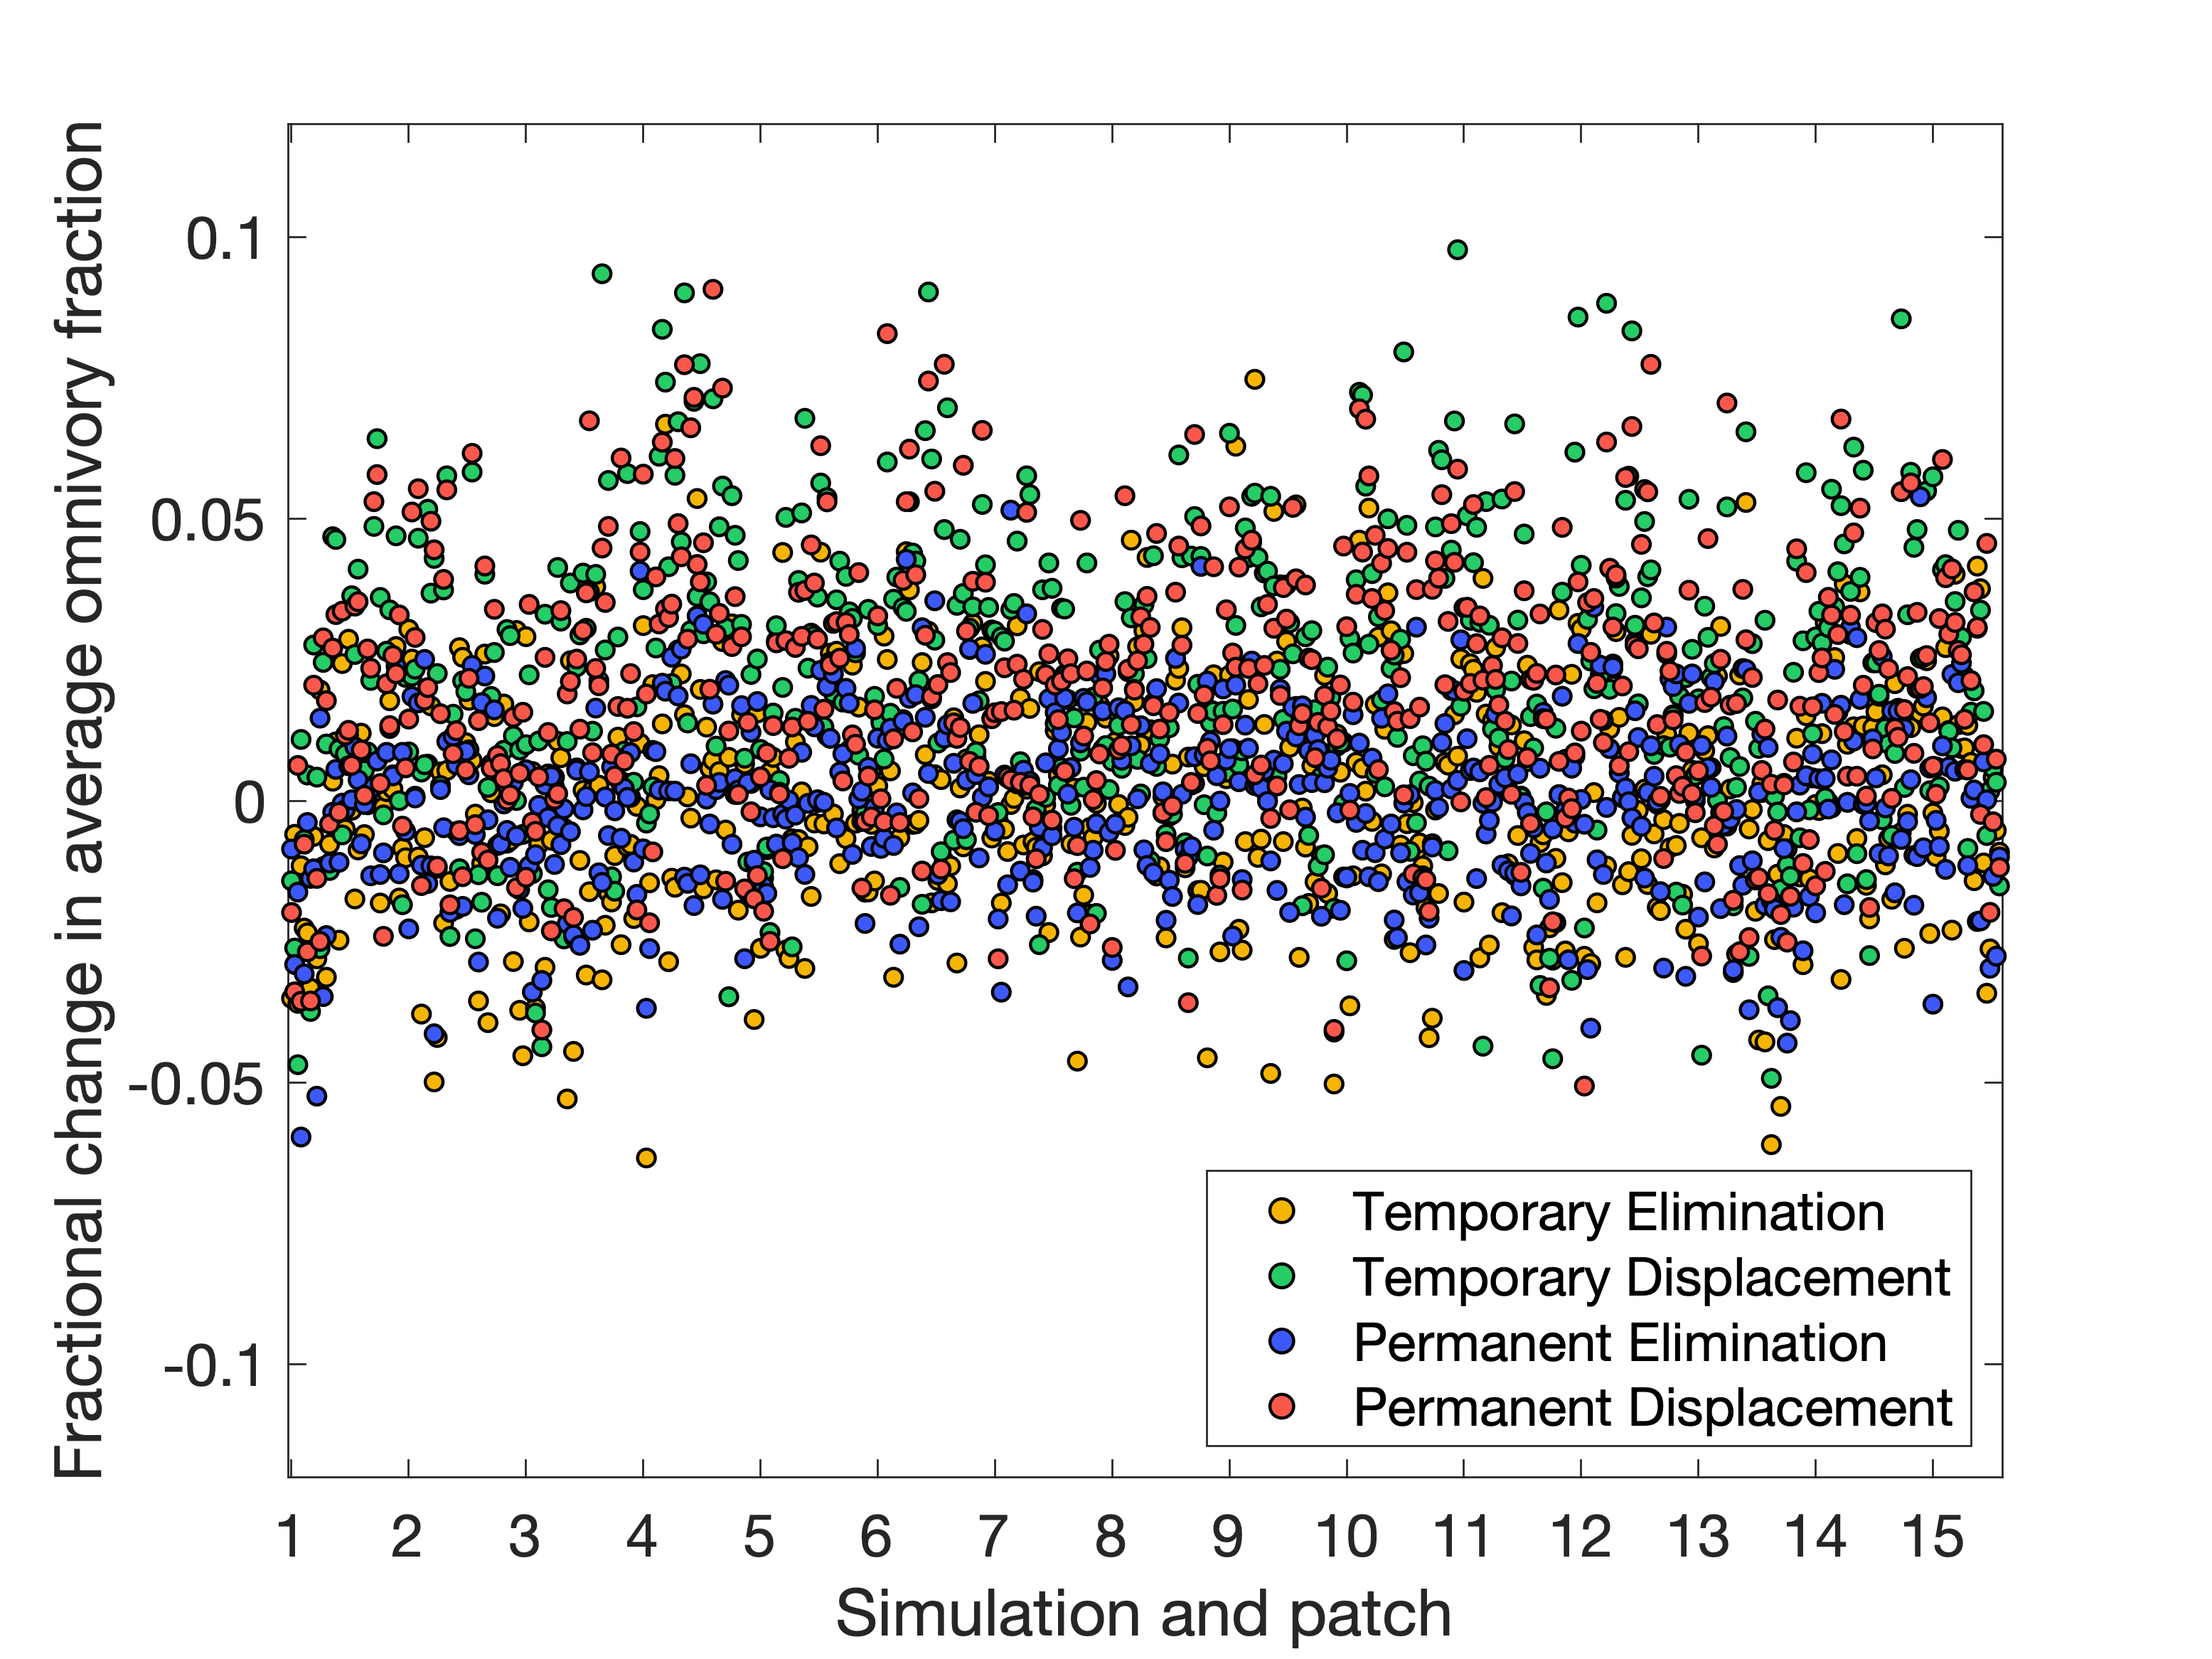 Fractional change in average omnivory fraction
0.1
0.05
0
-0.05
-0.1
Temporary Elimination
Temporary Displacement
Permanent Elimination
Permanent Displacement
1 2 3 4 5 6 7 8 9 10 11 12 13 14 15
Simulation and patch